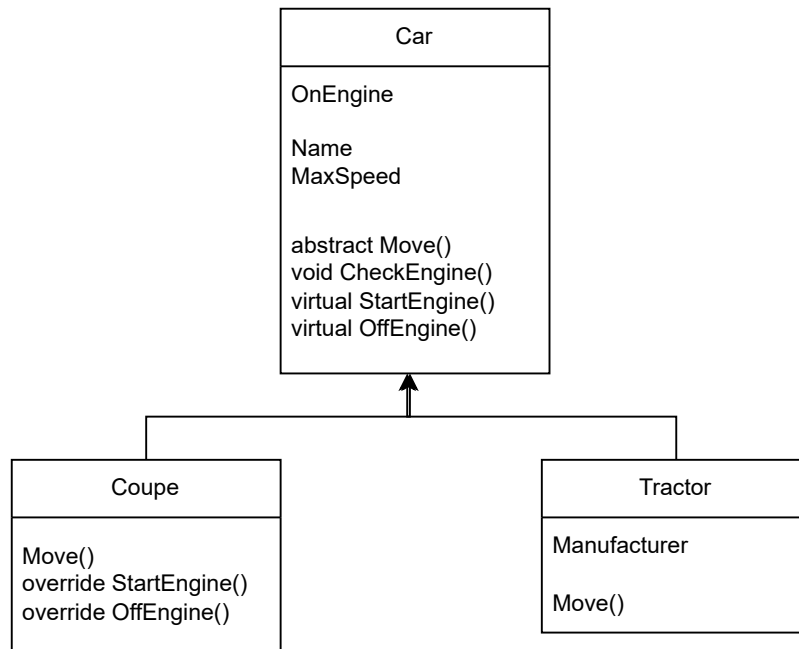 Car
OnEngine
Name
MaxSpeed
abstract Move()
void CheckEngine()
virtual StartEngine()
virtual OffEngine()
Coupe
Move()
override StartEngine()
override OffEngine()
Tractor
Manufacturer
Move()